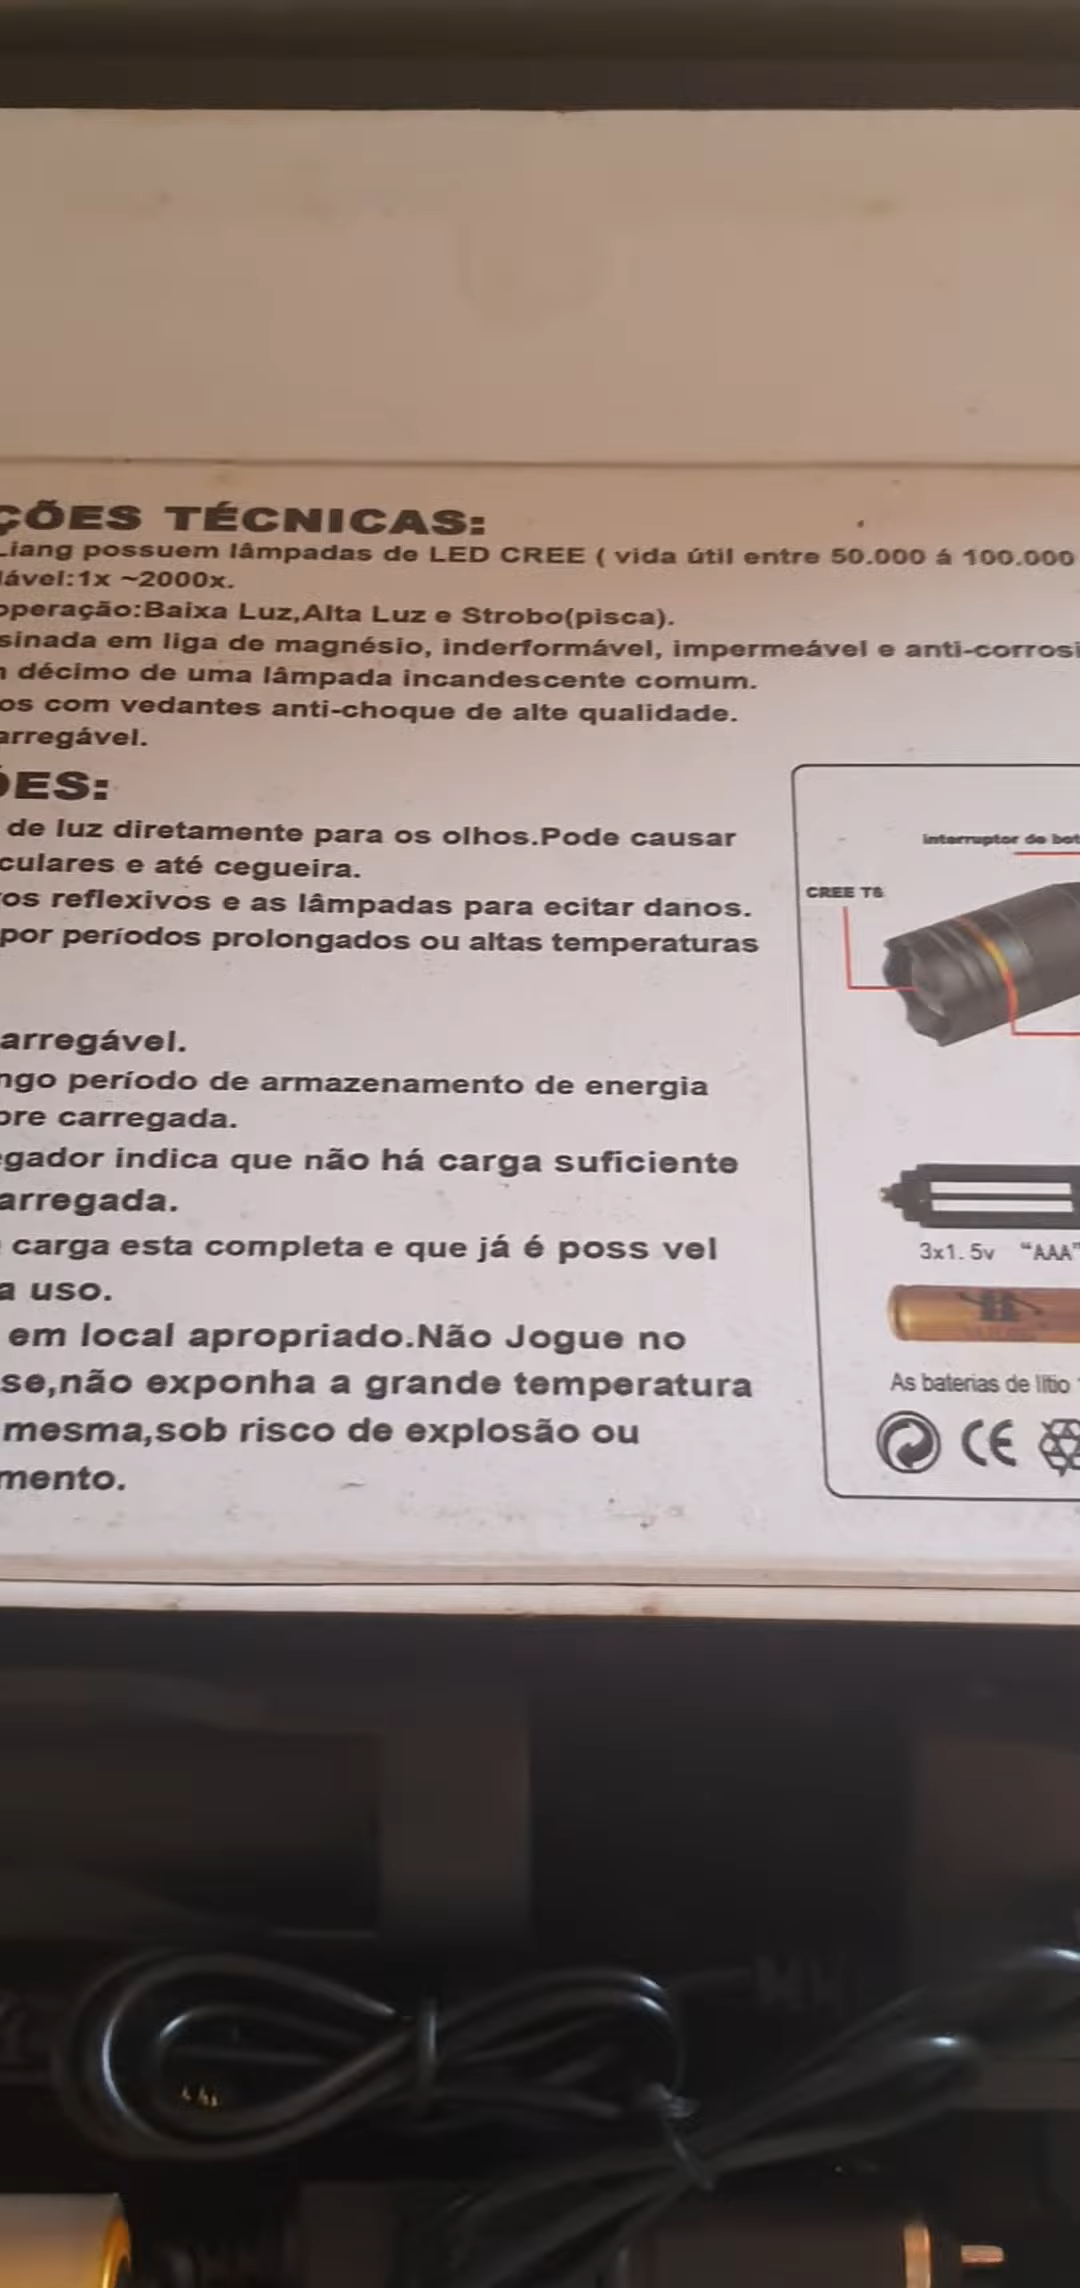 ÇÕES TÉCNICAS:
Liang possuem lâmpadas de LED CREE ( vida útil entre 50.000 á 100.000
lável:1x ~2000x.
operação:Baixa Luz,Alta Luz e Strobo(pisca).
sinada em liga de magnésio, inderformável, impermeável e anti-corrosi
décimo de uma lâmpada incandescente comum.
os com vedantes anti-choque de alte qualidade.
arregável.
ÕES:
de luz diretamente para os olhos.Pode causar
culares e até cegueira.
os reflexivos e as lâmpadas para ecitar danos.
por períodos prolongados ou altas temperaturas
arregável.
ngo período de armazenamento de energia
pre carregada.
egador indica que não há carga suficiente
arregada.
carga esta completa e que já é poss vel
a uso.
em local apropriado.Não Jogue no
se,não exponha a grande temperatura
mesma,sob risco de explosão ou
mento.
Interruptor do bot
CREE T6
3x1.5v "AAA"
As baterias de lítio
CE